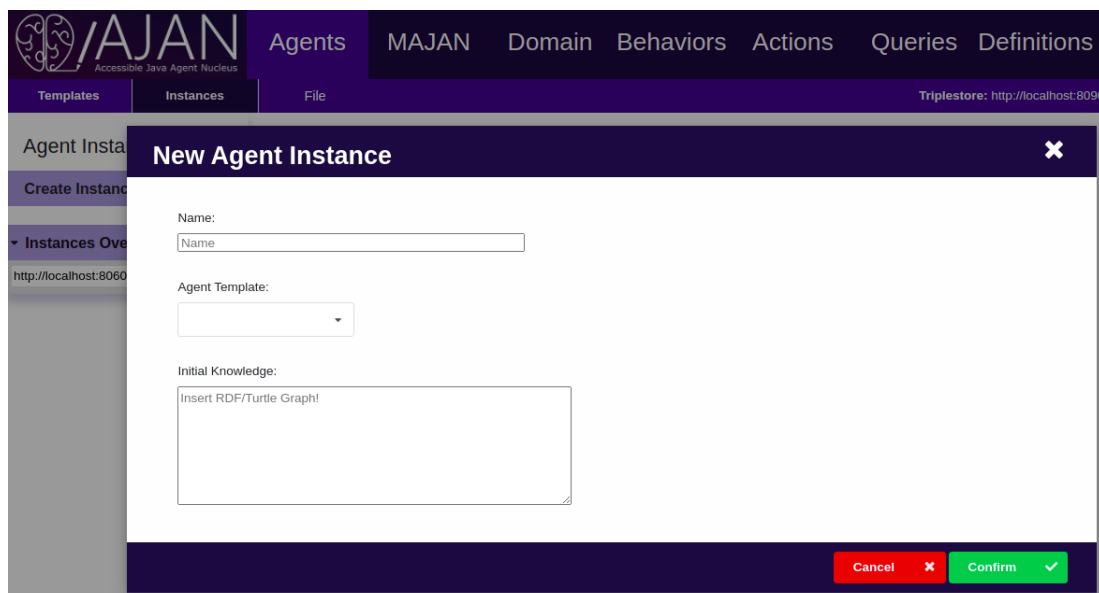 AJAN Agents MAJAN Domain Behaviors Actions Queries Definitions
Accessible Java Agent Nucleus
Templates Instances File Triplestore: http://localhost:809
Agent Insta
New Agent Instance
Create Instanc
Name:
Name
Instances Ove
http://localhost:8060
Agent Template:
Initial Knowledge:
Insert RDF/Turtle Graph!
Cancel Confirm